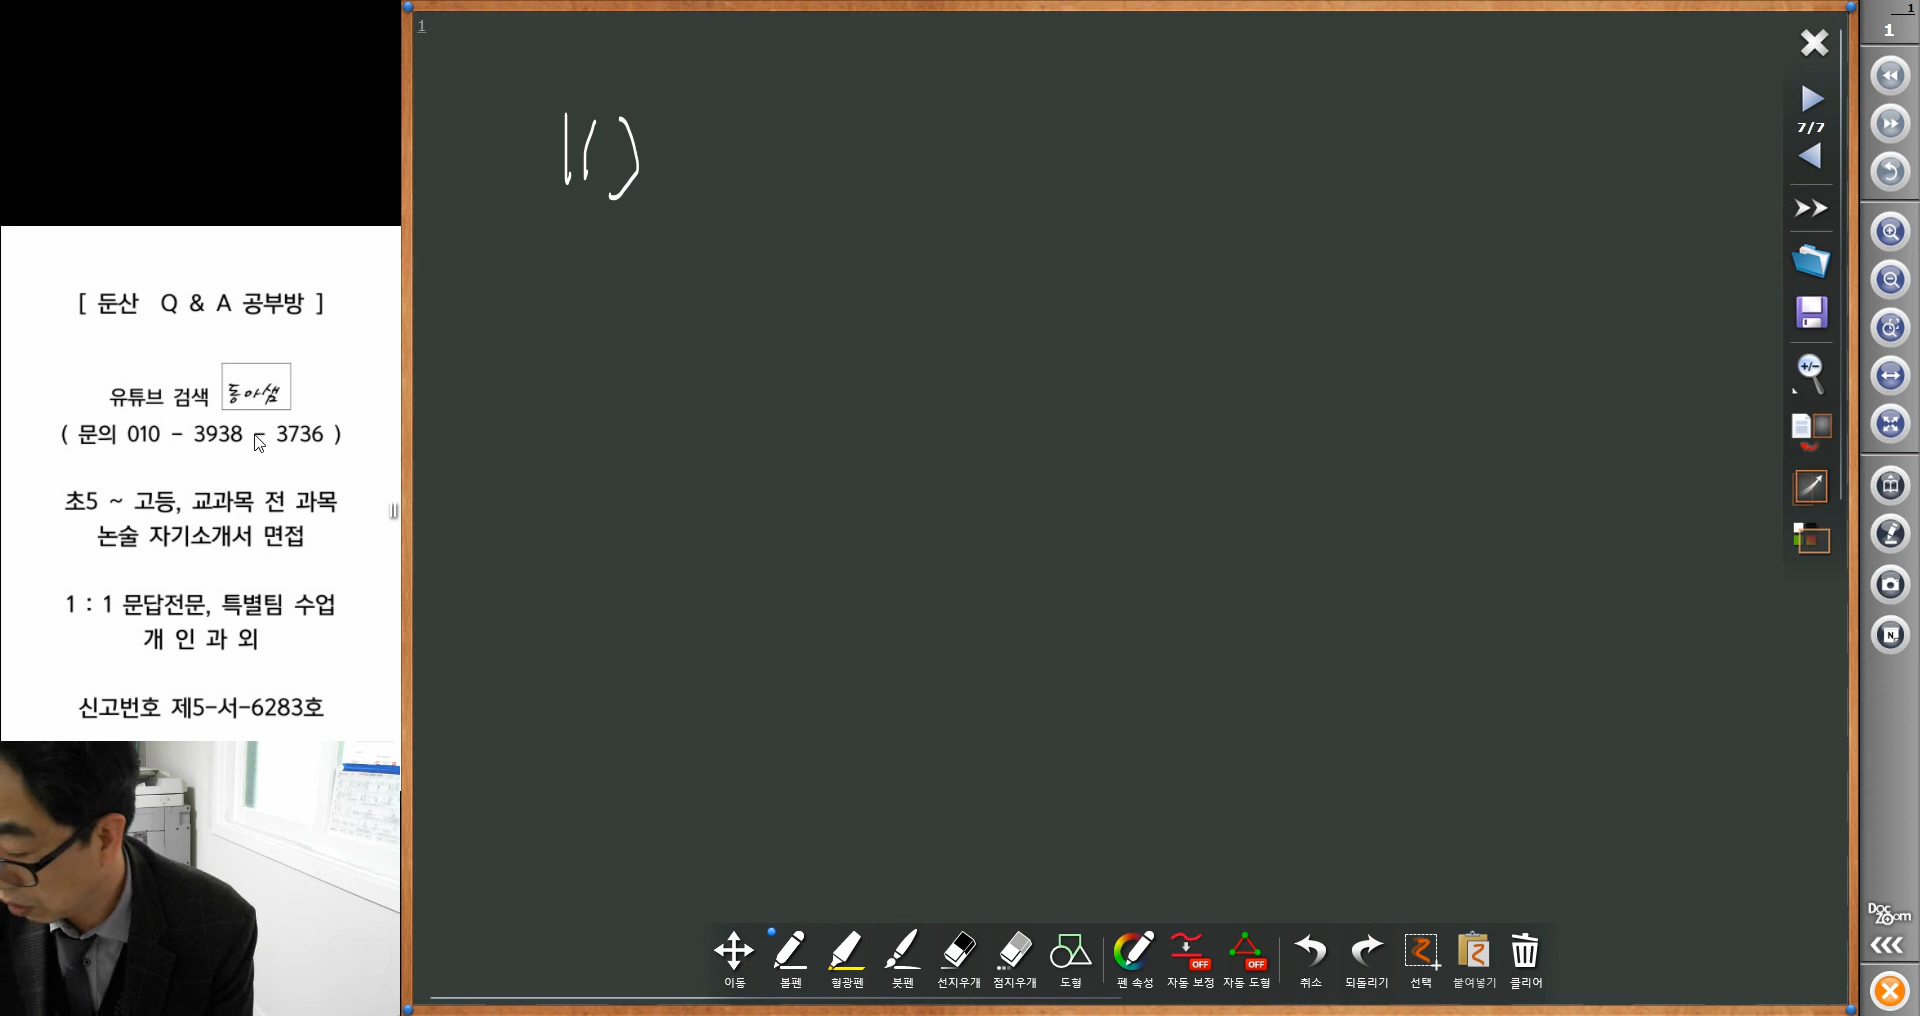 1
1
1()
7/7
[ 둔산 Q & A 공부방 ]
유튜브 검색 동아샘
( 문의 010 - 3938 - 3736 )
초5 ~ 고등, 교과목 전 과목
논술 자기소개서 면접
1 : 1 문답전문, 특별팀 수업
개 인 과 외
신고번호 제5-서-6283호
+/-
N
Doc Zoom
OFF OFF
이동 볼펜 형광펜 붓펜 선지우개 점지우개 도형 펜 속성 자동 보정 자동 도형 취소 되돌리기 선택 붙여넣기 클리어